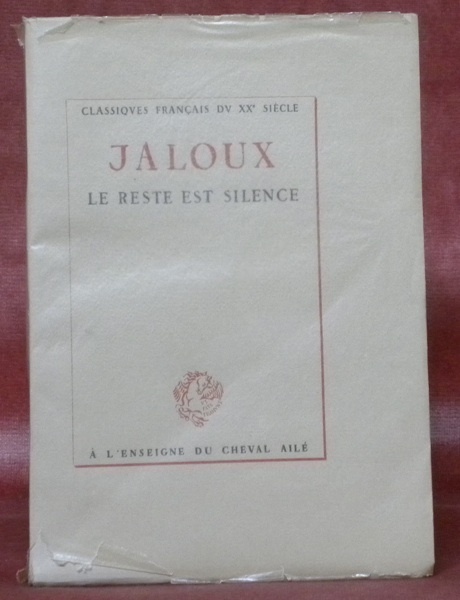 CLASSIQVES FRANÇAIS DV XXᵉ SIÈCLE
JALOUX
LE RESTE EST SILENCE
À L'ENSEIGNE DU CHEVAL AILÉ